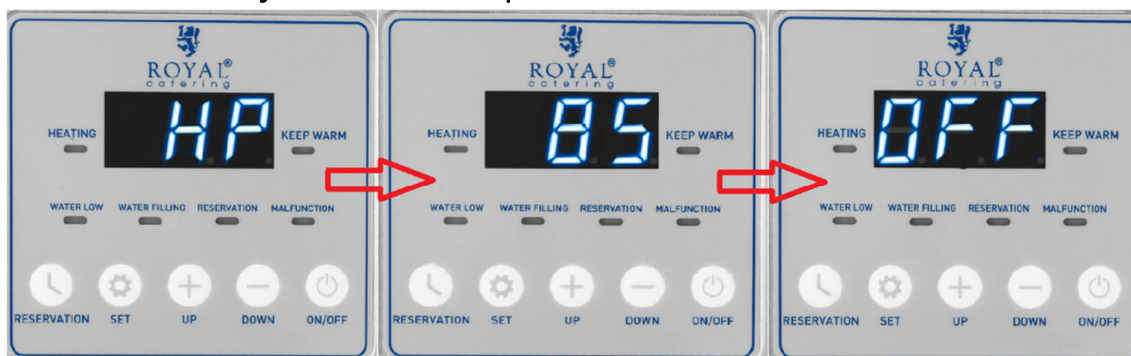 ROYAL®
catering
HP
HEATING
KEEP WARM
WATER LOW WATER FILLING RESERVATION MALFUNCTION
RESERVATION SET UP DOWN ON/OFF
ROYAL®
catering
85
HEATING
KEEP WARM
WATER LOW WATER FILLING RESERVATION MALFUNCTION
RESERVATION SET UP DOWN ON/OFF
ROYAL®
catering
OFF
HEATING
KEEP WARM
WATER LOW WATER FILLING RESERVATION MALFUNCTION
RESERVATION SET UP DOWN ON/OFF